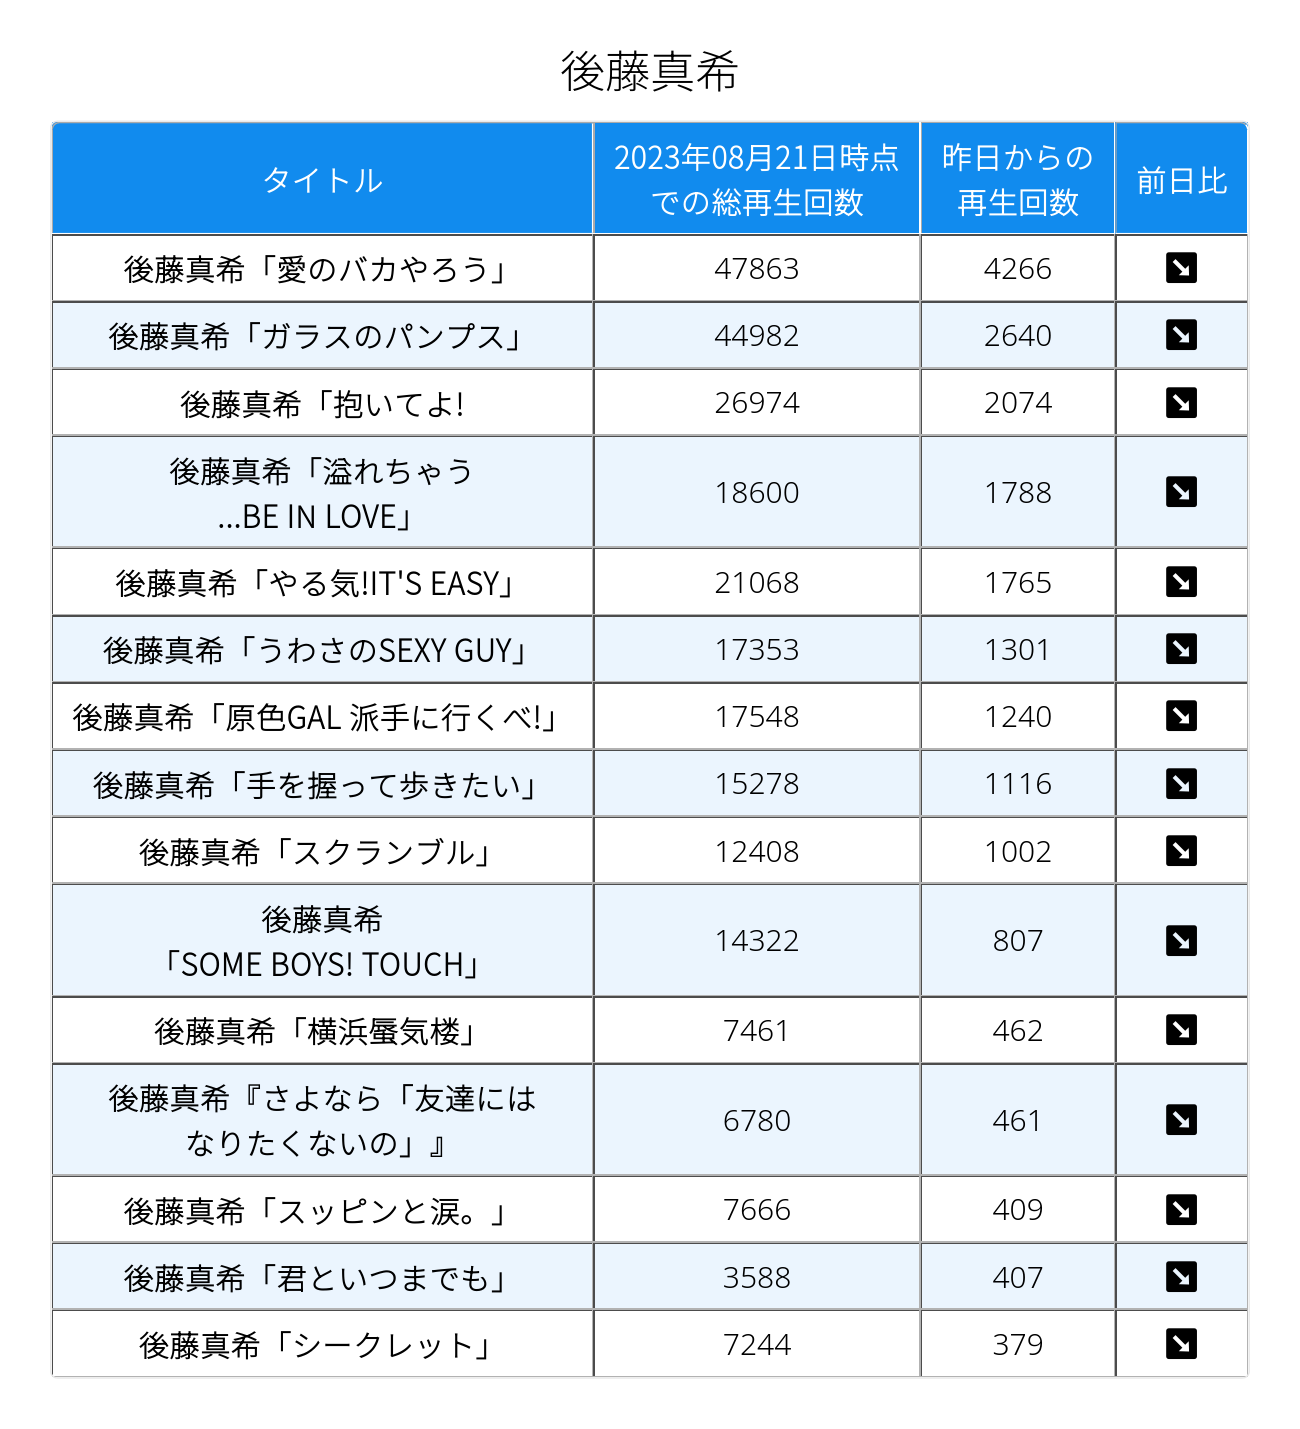 後藤真希
タイトル
2023年08月21日時点
での総再生回数
昨日からの
再生回数
前日比
後藤真希「愛のバカやろう」 47863 4266
後藤真希「ガラスのパンプス」 44982 2640
後藤真希「抱いてよ! 26974 2074
後藤真希「溢れちゃう
...BE IN LOVE」 18600 1788
後藤真希「やる気!IT'S EASY」 21068 1765
後藤真希「うわさのSEXY GUY」 17353 1301
後藤真希「原色GAL 派手に行くべ!」 17548 1240
後藤真希「手を握って歩きたい」 15278 1116
後藤真希「スクランブル」 12408 1002
後藤真希
「SOME BOYS! TOUCH」 14322 807
後藤真希「横浜蜃気楼」 7461 462
後藤真希『さよなら「友達には
なりたくないの」』 6780 461
後藤真希「スッピンと涙。」 7666 409
後藤真希「君といつまでも」 3588 407
後藤真希「シークレット」 7244 379